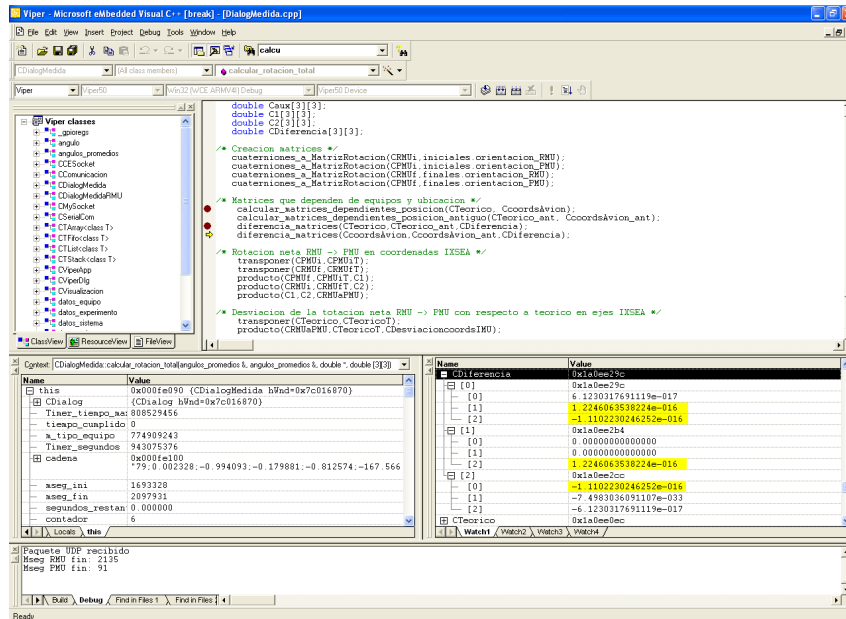 Viper - Microsoft eMbedded Visual C++ [break] - [DialogMedida.cpp]
File Edit View Insert Project Debug Tools Window Help
calcu
CDialogMedida [All class members] calcular_rotacion_total
Viper Viper50 Win32 (WCE ARMV4I) Debug Viper50 Device
Viper classes
_gpioregs
angulo
angulos_promedios
CCESocket
CComunicacion
CDialogMedida
CDialogMedidaRMU
CMySocket
CSerialCom
CTArray<class T>
CTFifo<class T>
CTList<class T>
CTStack<class T>
CViperApp
CViperDlg
CVisualizacion
datos_equipo
datos_experimento
datos_sistema
ClassView ResourceView FileView
double Caux[3][3];
double C1[3][3];
double C2[3][3];
double CDiferencia[3][3];
/* Creacion matrices */
cuaterniones_a_MatrizRotacion(CRMUi,iniciales.orientacion_RMU);
cuaterniones_a_MatrizRotacion(CPMUi,iniciales.orientacion_PMU);
cuaterniones_a_MatrizRotacion(CRMUf,finales.orientacion_RMU);
cuaterniones_a_MatrizRotacion(CPMUf,finales.orientacion_PMU);
/* Matrices que dependen de equipos y ubicacion */
calcular_matrices_dependientes_posicion(CTeorico, CcoordsAvion);
calcular_matrices_dependientes_posicion_antiguo(CTeorico_ant, CcoordsAvion_ant);
diferencia_matrices(CTeorico,CTeorico_ant,CDiferencia);
diferencia_matrices(CcoordsAvion,CcoordsAvion_ant,CDiferencia);
/* Rotacion neta RMU -> PMU en coordenadas IXSEA */
transponer(CPMUi,CPMUiT);
transponer(CRMUf,CRMUfT);
producto(CPMUf,CPMUiT,C1);
producto(CRMUi,CRMUfT,C2);
producto(C1,C2,CRMUaPMU);
/* Desviacion de la totacion neta RMU -> PMU con respecto a teorico en ejes IXSEA */
transponer(CTeorico,CTeoricoT);
producto(CRMUaPMU,CTeoricoT,CDesviacioncoordsIMU);
Context: CDialogMedida::calcular_rotacion_total(angulos_promedios &, angulos_promedios &, double *, double [3][3])
Name Value
this 0x000fe090 {CDialogMedida hWnd=0x7c016870}
CDialog {CDialog hWnd=0x7c016870}
Timer_tiempo_ma: 808529456
tiempo_cumplido 0
m_tipo_equipo 774909243
Timer_segundos 943075376
cadena 0x000fe100
"79;0.002328;-0.994093;-0.179881;-0.812574;-167.566
mseg_ini 1693328
mseg_fin 2097931
segundos_restan 0.000000
contador 6
Locals this
Name Value
CDiferencia 0x1a0ee29c
[0] 0x1a0ee29c
[0] 6.1230317691119e-017
[1] 1.2246063538224e-016
[2] -1.1102230246252e-016
[1] 0x1a0ee2b4
[0] 0.00000000000000
[1] 0.00000000000000
[2] 1.2246063538224e-016
[2] 0x1a0ee2cc
[0] -1.1102230246252e-016
[1] -7.4983036091107e-033
[2] -6.1230317691119e-017
CTeorico 0x1a0ee0ec
Watch1 Watch2 Watch3 Watch4
Paquete UDP recibido
Mseg RMU fin: 2135
Mseg PMU fin: 91
Build Debug Find in Files 1 Find in Files
Ready